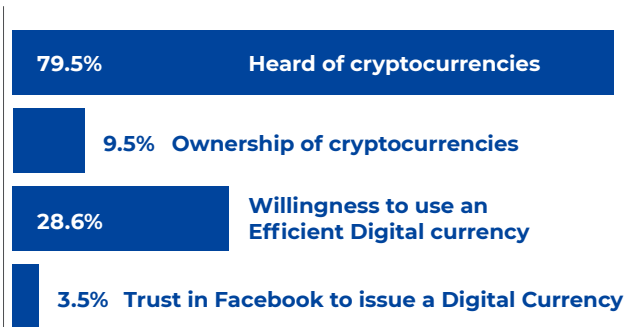 79.5% Heard of cryptocurrencies
9.5% Ownership of cryptocurrencies
28.6% Willingness to use an
Efficient Digital currency
3.5% Trust in Facebook to issue a Digital Currency